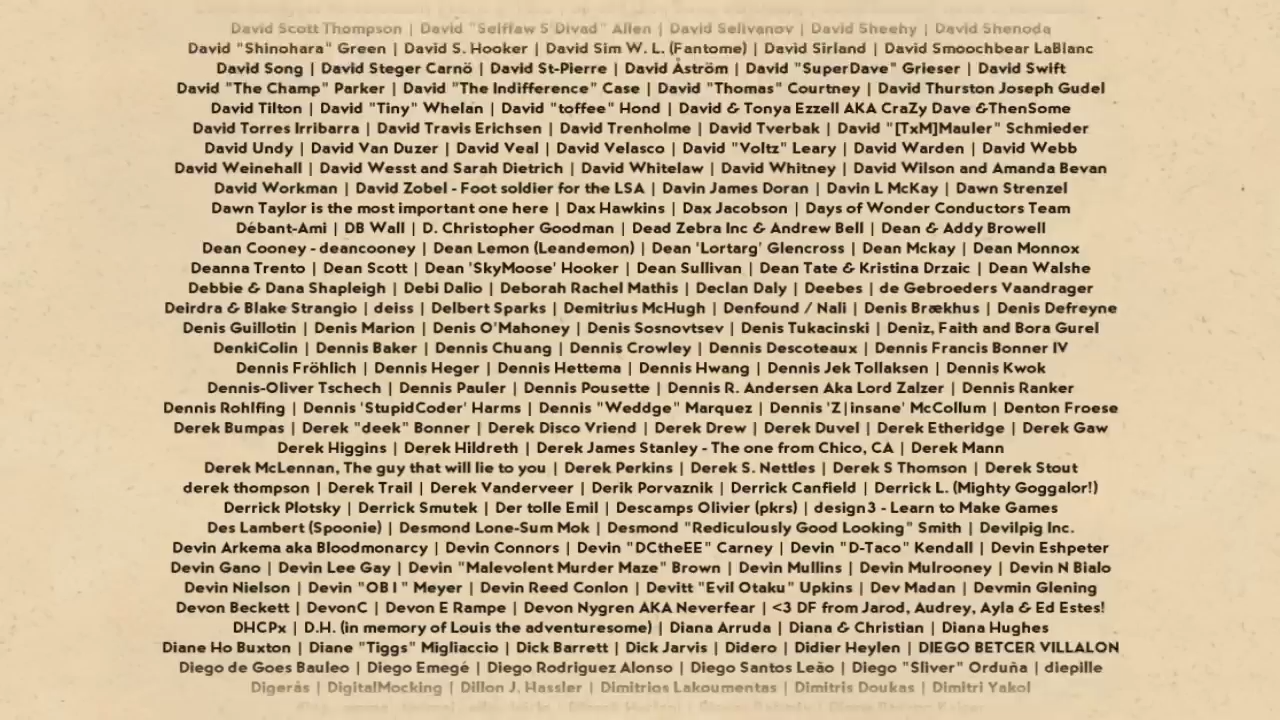 David Scott Thompson | David "Selffaw S Divad" Allen | David Selivanov | David Sheehy | David Shenoda
David "Shinohara" Green | David S. Hooker | David Sim W. L. (Fantome) | David Sirland | David Smoochbear LaBlanc
David Song | David Steger Carnö | David St-Pierre | David Åström | David "SuperDave" Grieser | David Swift
David "The Champ" Parker | David "The Indifference" Case | David "Thomas" Courtney | David Thurston Joseph Gudel
David Tilton | David "Tiny" Whelan | David "toffee" Hond | David & Tonya Ezzell AKA CraZy Dave &ThenSome
David Torres Irribarra | David Travis Erichsen | David Trenholme | David Tverbak | David "[TxM]Mauler" Schmieder
David Undy | David Van Duzer | David Veal | David Velasco | David "Voltz" Leary | David Warden | David Webb
David Weinehall | David Wesst and Sarah Dietrich | David Whitelaw | David Whitney | David Wilson and Amanda Bevan
David Workman | David Zobel - Foot soldier for the LSA | Davin James Doran | Davin L McKay | Dawn Strenzel
Dawn Taylor is the most important one here | Dax Hawkins | Dax Jacobson | Days of Wonder Conductors Team
Débant-Ami | DB Wall | D. Christopher Goodman | Dead Zebra Inc & Andrew Bell | Dean & Addy Browell
Dean Cooney - deancooney | Dean Lemon (Leandemon) | Dean 'Lortarg' Glencross | Dean Mckay | Dean Monnox
Deanna Trento | Dean Scott | Dean 'SkyMoose' Hooker | Dean Sullivan | Dean Tate & Kristina Drzaic | Dean Walshe
Debbie & Dana Shapleigh | Debi Dalio | Deborah Rachel Mathis | Declan Daly | Deebes | de Gebroeders Vaandrager
Deirdra & Blake Strangio | deiss | Delbert Sparks | Demitrius McHugh | Denfound / Nali | Denis Brækhus | Denis Defreyne
Denis Guillotin | Denis Marion | Denis O'Mahoney | Denis Sosnovtsev | Denis Tukacinski | Deniz, Faith and Bora Gurel
DenkiColin | Dennis Baker | Dennis Chuang | Dennis Crowley | Dennis Descoteaux | Dennis Francis Bonner IV
Dennis Fröhlich | Dennis Heger | Dennis Hettema | Dennis Hwang | Dennis Jek Tollaksen | Dennis Kwok
Dennis-Oliver Tschech | Dennis Pauler | Dennis Pousette | Dennis R. Andersen Aka Lord Zalzer | Dennis Ranker
Dennis Rohlfing | Dennis 'StupidCoder' Harms | Dennis "Weddge" Marquez | Dennis 'Z|insane' McCollum | Denton Froese
Derek Bumpas | Derek "deek" Bonner | Derek Disco Vriend | Derek Drew | Derek Duvel | Derek Etheridge | Derek Gaw
Derek Higgins | Derek Hildreth | Derek James Stanley - The one from Chico, CA | Derek Mann
Derek McLennan, The guy that will lie to you | Derek Perkins | Derek S. Nettles | Derek S Thomson | Derek Stout
derek thompson | Derek Trail | Derek Vanderveer | Derik Porvaznik | Derrick Canfield | Derrick L. (Mighty Goggalor!)
Derrick Plotsky | Derrick Smutek | Der tolle Emil | Descamps Olivier (pkrs) | design3 - Learn to Make Games
Des Lambert (Spoonie) | Desmond Lone-Sum Mok | Desmond "Rediculously Good Looking" Smith | Devilpig Inc.
Devin Arkema aka Bloodmonarcy | Devin Connors | Devin "DCtheEE" Carney | Devin "D-Taco" Kendall | Devin Eshpeter
Devin Gano | Devin Lee Gay | Devin "Malevolent Murder Maze" Brown | Devin Mullins | Devin Mulrooney | Devin N Bialo
Devin Nielson | Devin "OB1" Meyer | Devin Reed Conlon | Devitt "Evil Otaku" Upkins | Dev Madan | Devmin Glening
Devon Beckett | DevonC | Devon E Rampe | Devon Nygren AKA Neverfear | <3 DF from Jarod, Audrey, Ayla & Ed Estes!
DHCPx | D.H. (in memory of Louis the adventuresome) | Diana Arruda | Diana & Christian | Diana Hughes
Diane Ho Buxton | Diane "Tiggs" Migliaccio | Dick Barrett | Dick Jarvis | Didero | Didier Heylen | DIEGO BETCER VILLALON
Diego de Goes Bauleo | Diego Emegé | Diego Rodriguez Alonso | Diego Santos Leão | Diego "Sliver" Orduña | diepille
Digerås | DigitalMocking | Dillon J. Hassler | Dimitrios Lakoumentas | Dimitris Doukas | Dimitri Yakol